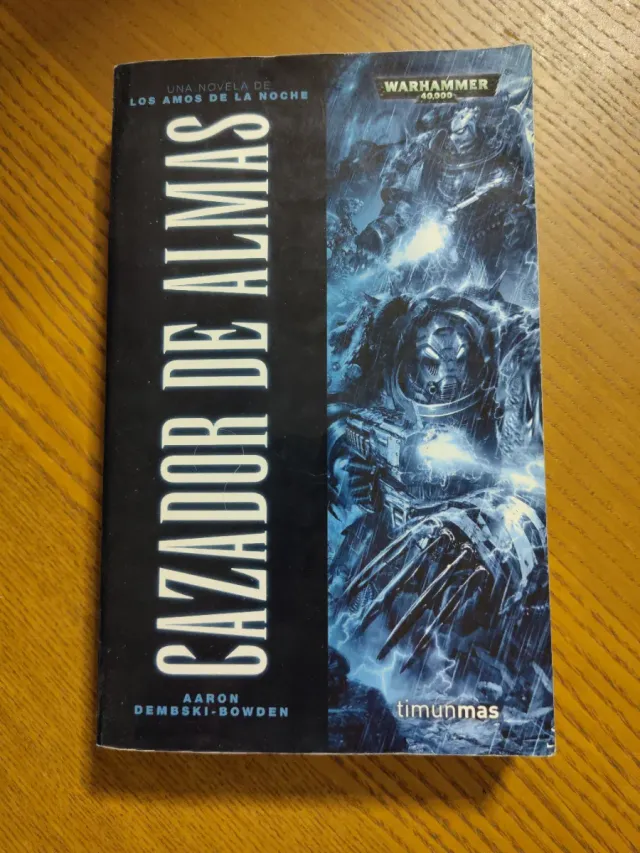 UNA NOVELA DE
LOS AMOS DE LA NOCHE
WARHAMMER
40,000
CAZADOR DE ALMAS
AARON
DEMBSKI-BOWDEN
timunmas